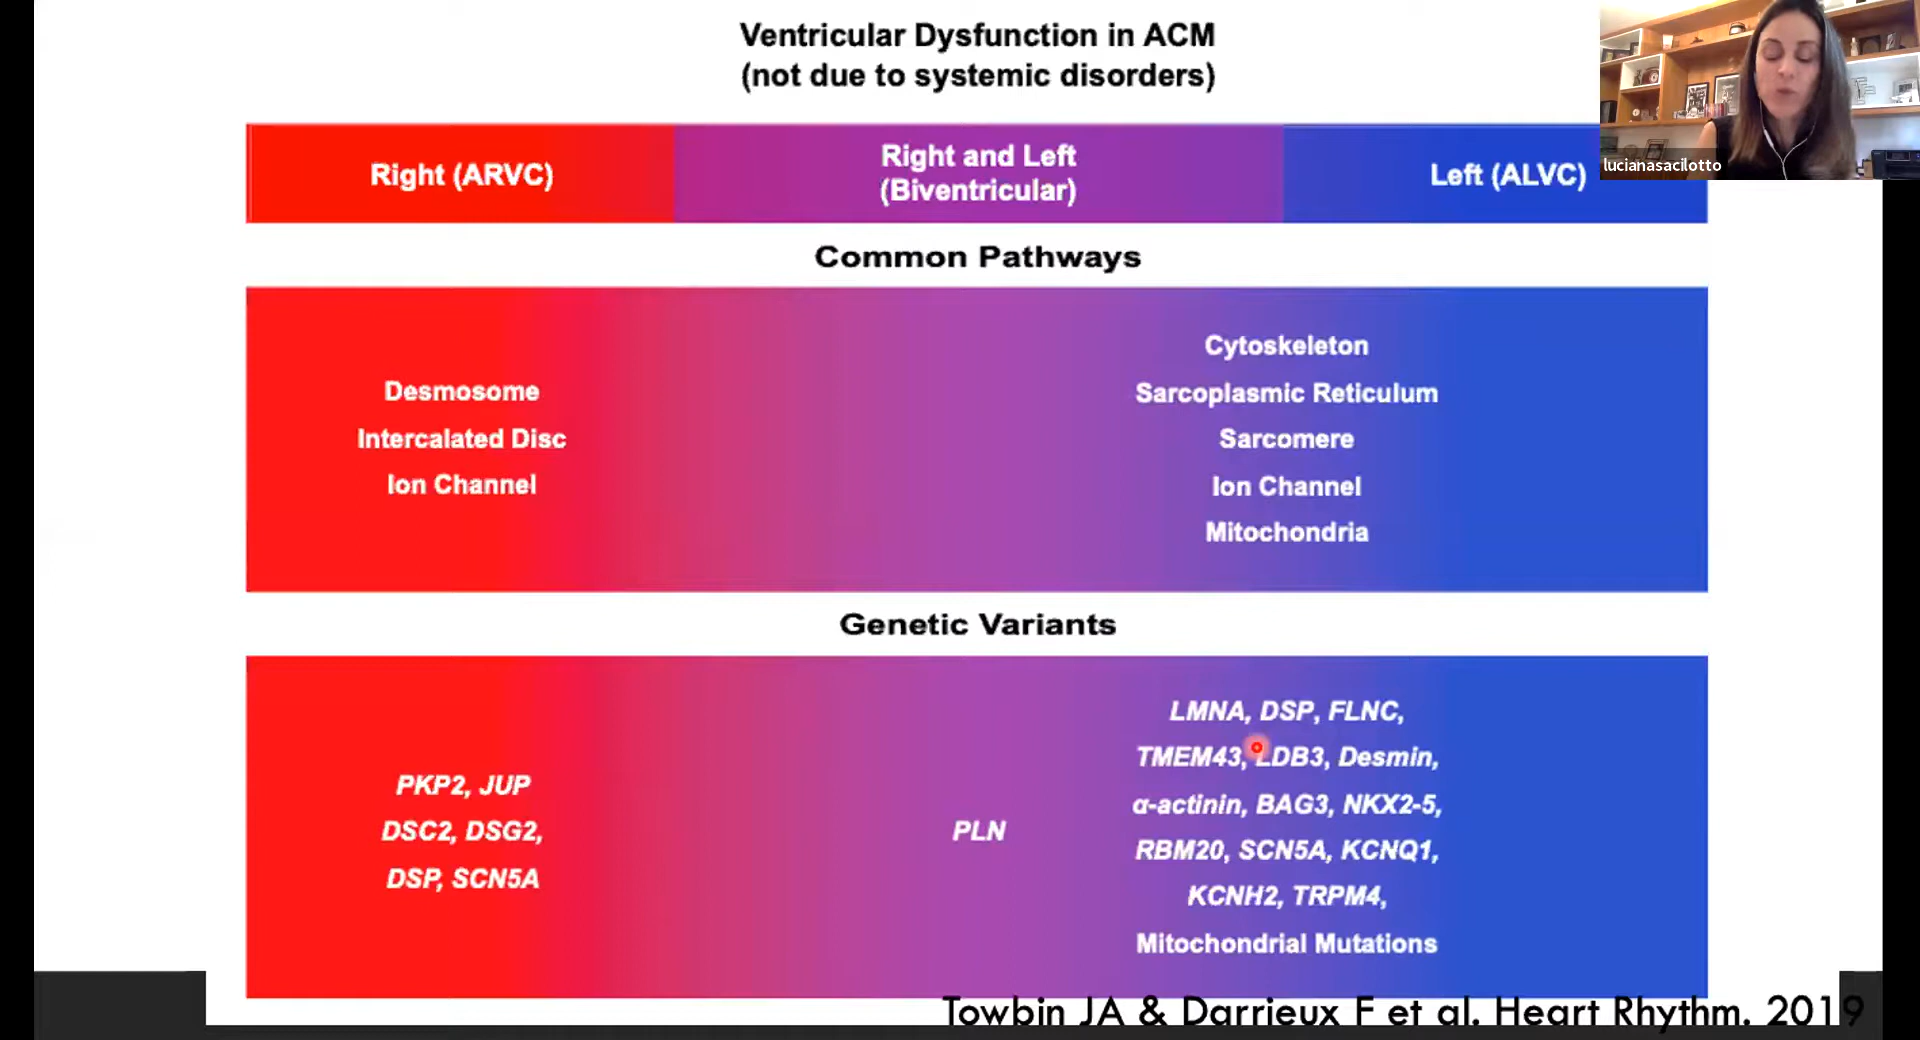 Ventricular Dysfunction in ACM
(not due to systemic disorders)
lucianasacilotto
Right (ARVC)
Right and Left
(Biventricular)
Left (ALVC)
Common Pathways
Desmosome
Intercalated Disc
Ion Channel
Cytoskeleton
Sarcoplasmic Reticulum
Sarcomere
Ion Channel
Mitochondria
Genetic Variants
PKP2, JUP
DSC2, DSG2,
DSP, SCN5A
PLN
LMNA, DSP, FLNC,
TMEM43, LDB3, Desmin,
α-actinin, BAG3, NKX2-5,
RBM20, SCN5A, KCNQ1,
KCNH2, TRPM4,
Mitochondrial Mutations
Towbin JA & Darrieux F et al. Heart Rhythm. 2019